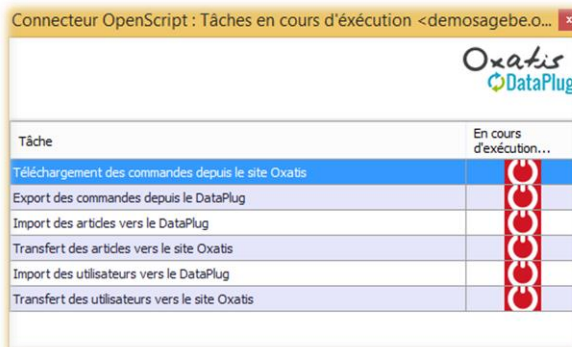 Connecteur OpenScript : Tâches en cours d'éxécution <demosagebe.o...
Oxatis
DataPlug
Tâche
En cours
d'exécution...
Téléchargement des commandes depuis le site Oxatis
Export des commandes depuis le DataPlug
Import des articles vers le DataPlug
Transfert des articles vers le site Oxatis
Import des utilisateurs vers le DataPlug
Transfert des utilisateurs vers le site Oxatis